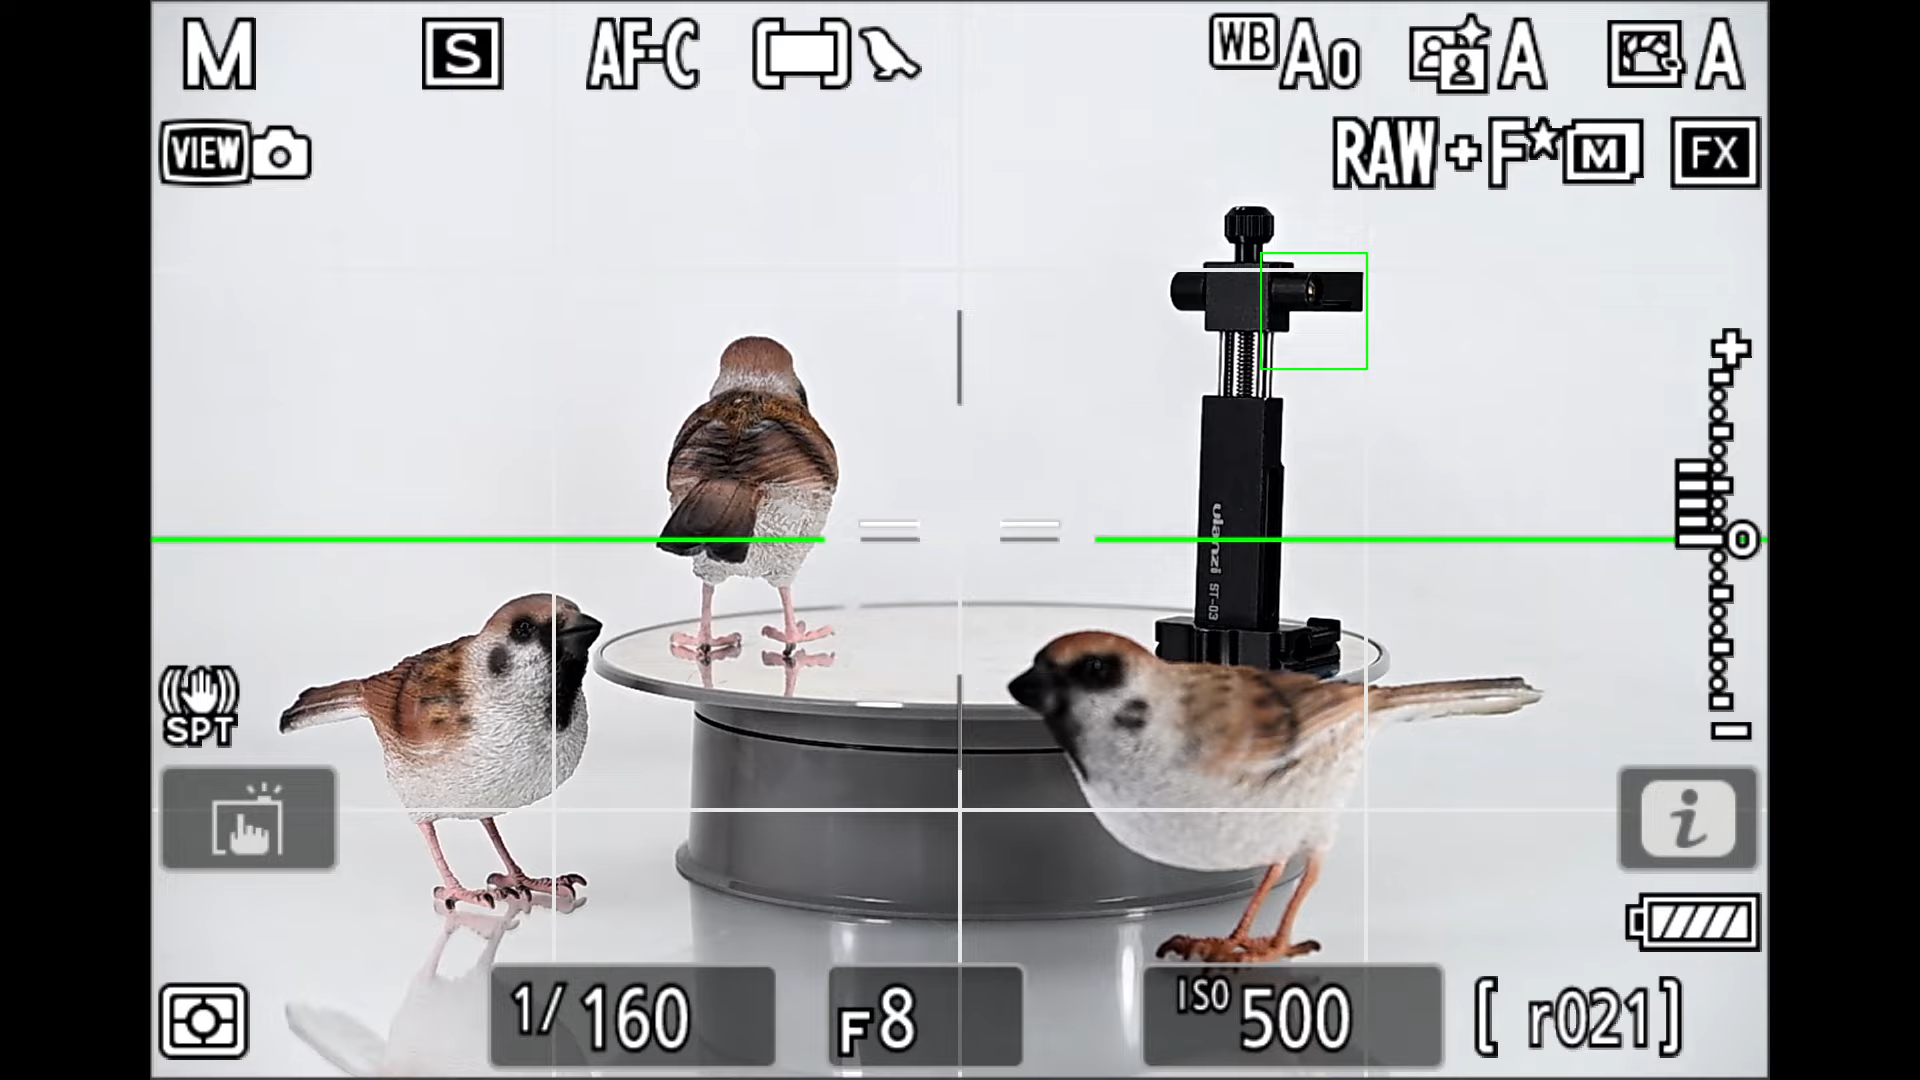 M S AF-C WB A0 A A
VIEW RAW + F★ M FX
ulanzi ST-03
SPT
i
1/160 F8 ISO 500 [ r021]